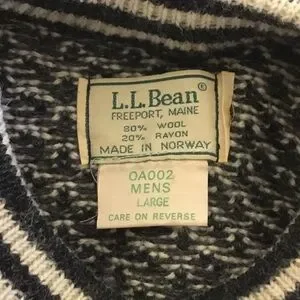 L.L.Bean®
FREEPORT, MAINE
80% WOOL
20% RAYON
MADE IN NORWAY
OA002
MENS
LARGE
CARE ON REVERSE